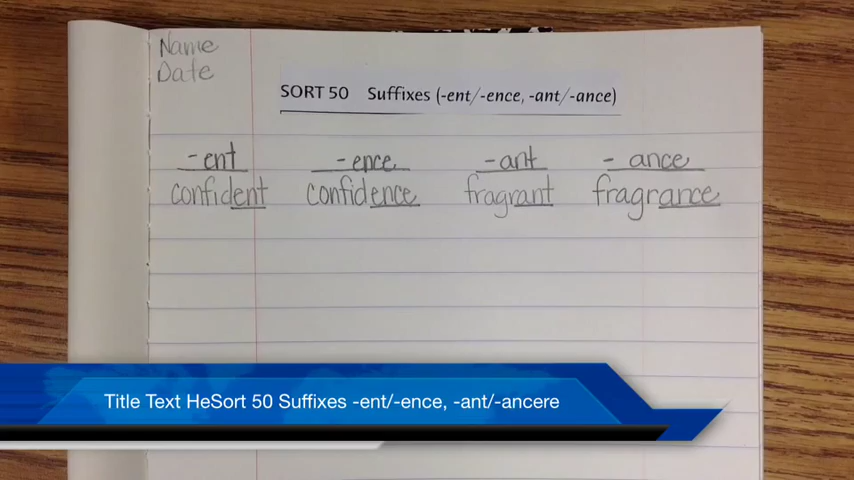 Name
Date
SORT 50 Suffixes (-ent/-ence, -ant/-ance)
-ent -ence -ant - ance
confident confidence fragrant fragrance
Title Text HeSort 50 Suffixes -ent/-ence, -ant/-ancere